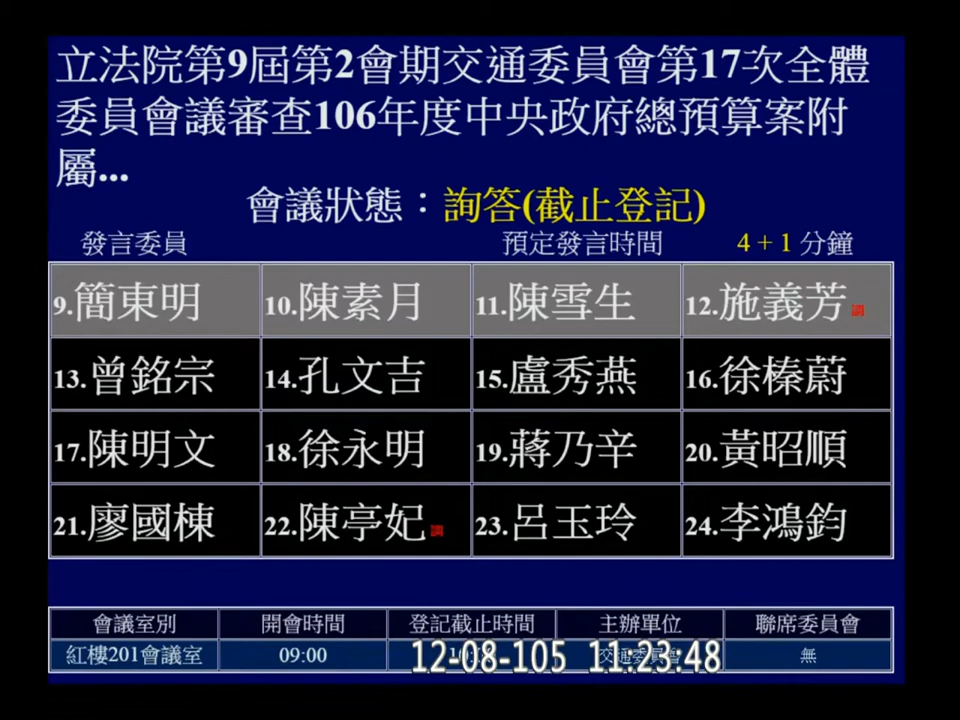 立法院第9屆第2會期交通委員會第17次全體
委員會議審查106年度中央政府總預算案附
屬...
會議狀態：詢答(截止登記)
發言委員 預定發言時間 4 + 1 分鐘
9.簡東明 10.陳素月 11.陳雪生 12.施義芳 調
13.曾銘宗 14.孔文吉 15.盧秀燕 16.徐榛蔚
17.陳明文 18.徐永明 19.蔣乃辛 20.黃昭順
21.廖國棟 22.陳亭妃 調 23.呂玉玲 24.李鴻鈞
會議室別 開會時間 登記截止時間 主辦單位 聯席委員會
紅樓201會議室 09:00 交通委員會 無
12-08-105 11:23:48